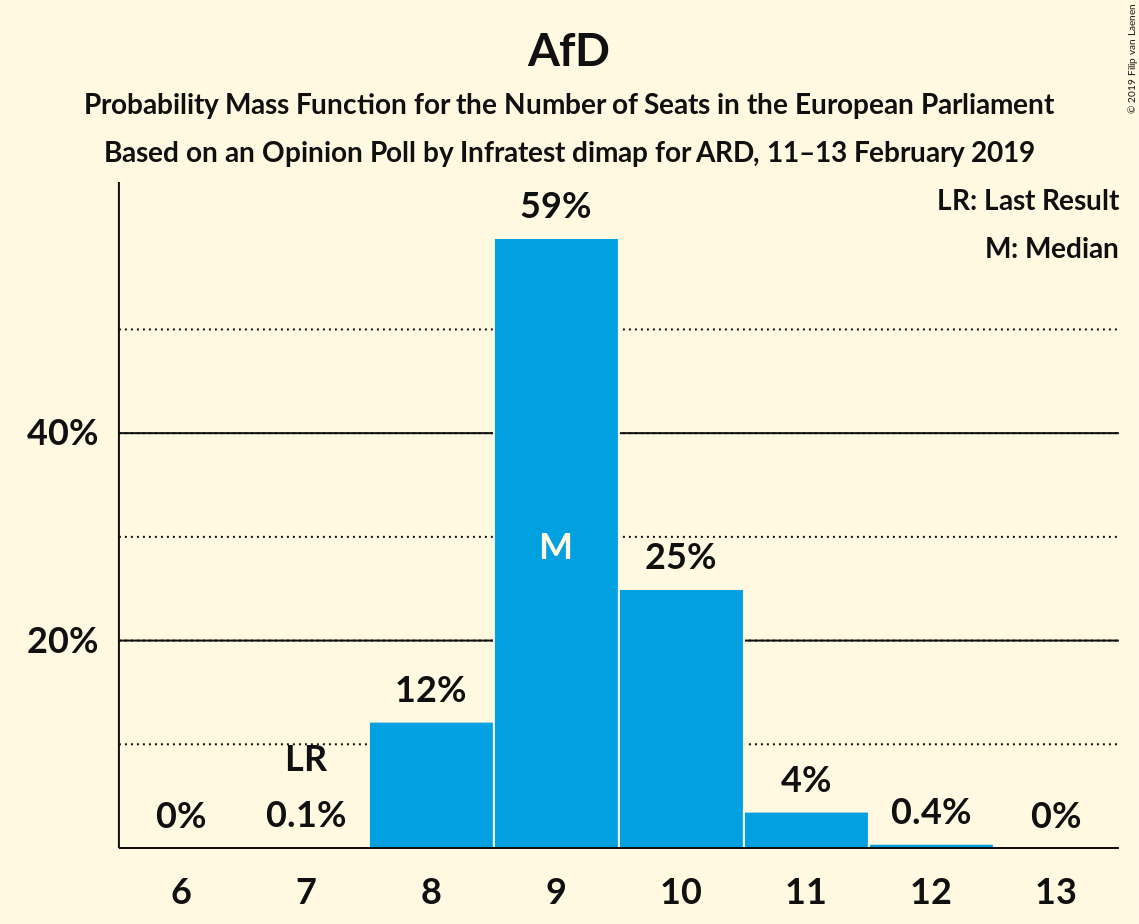 AfD
Probability Mass Function for the Number of Seats in the European Parliament
Based on an Opinion Poll by Infratest dimap for ARD, 11–13 February 2019
© 2019 Filip van Laenen
LR: Last Result
M: Median
59%
40%
M
25%
20%
12%
LR
0%
0.1%
4%
0.4%
0%
6 7 8 9 10 11 12 13